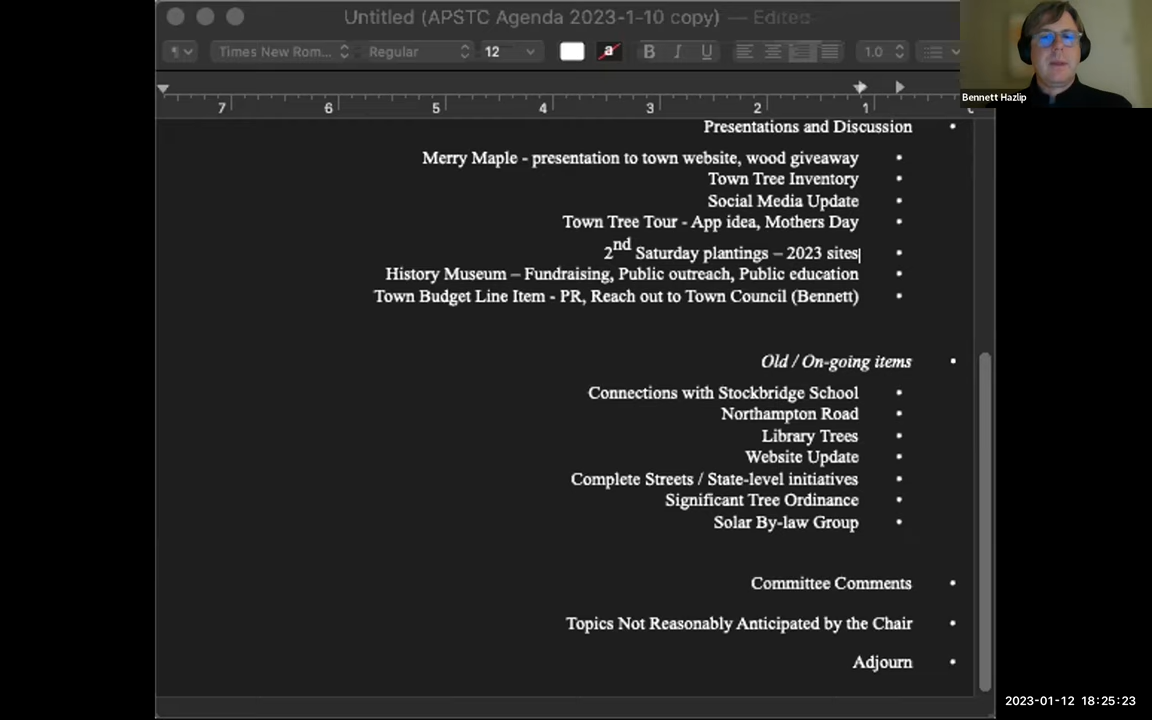 Untitled (APSTC Agenda 2023-1-10 copy) — Edited
Times New Rom... Regular 12 B I U 1.0
7 6 5 4 3 2 1
Bennett Hazlip
Presentations and Discussion •
Merry Maple - presentation to town website, wood giveaway •
Town Tree Inventory •
Social Media Update •
Town Tree Tour - App idea, Mothers Day •
2nd Saturday plantings – 2023 sites •
History Museum – Fundraising, Public outreach, Public education •
Town Budget Line Item - PR, Reach out to Town Council (Bennett) •
Old / On-going items •
Connections with Stockbridge School •
Northampton Road •
Library Trees •
Website Update •
Complete Streets / State-level initiatives •
Significant Tree Ordinance •
Solar By-law Group •
Committee Comments •
Topics Not Reasonably Anticipated by the Chair •
Adjourn •
2023-01-12 18:25:23